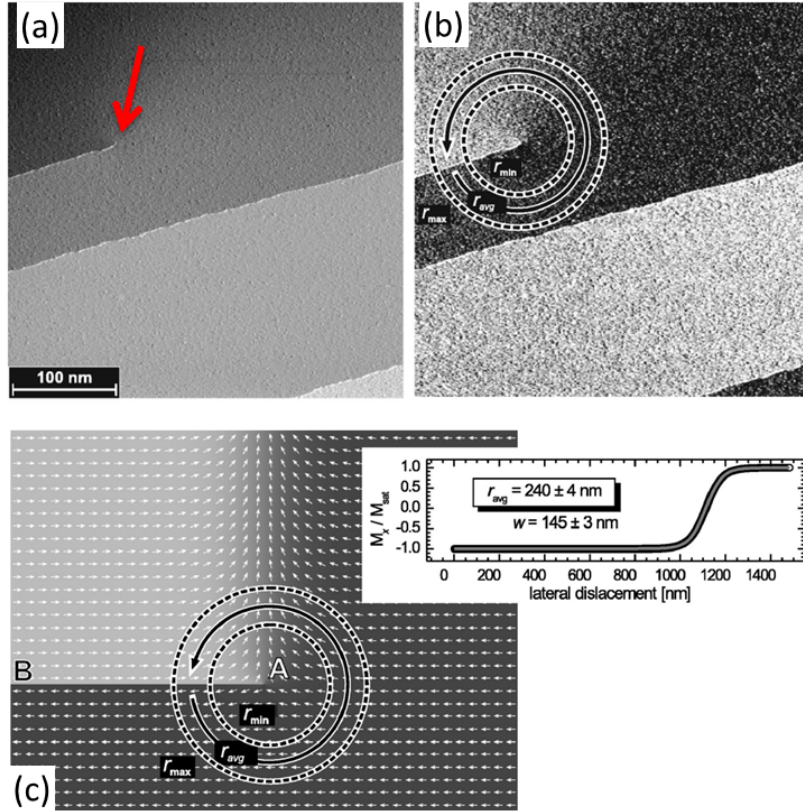 (a)
(b)
r min
r max
r avg
100 nm
1.0
0.5
0.0
-0.5
-1.0
M x / M sat
r avg = 240 ± 4 nm
w = 145 ± 3 nm
0 200 400 600 800 1000 1200 1400
lateral dislacement [nm]
B
A
r min
r avg
r max
(c)